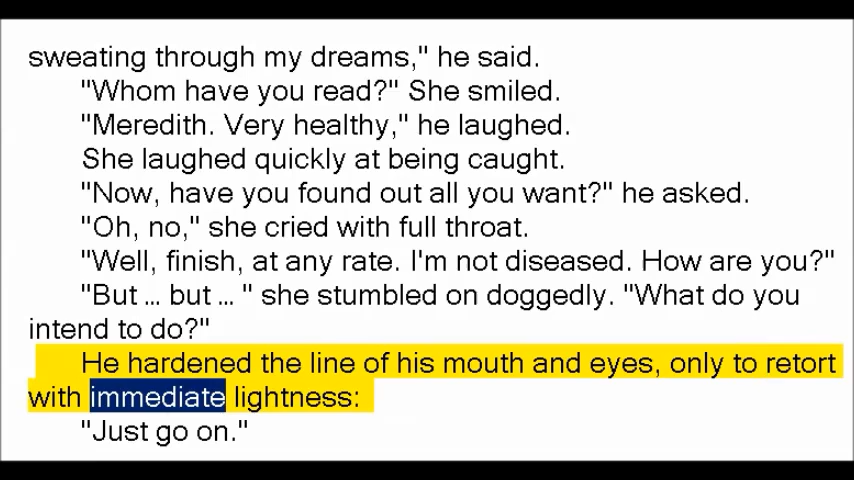 sweating through my dreams," he said.
"Whom have you read?" She smiled.
"Meredith. Very healthy," he laughed.
She laughed quickly at being caught.
"Now, have you found out all you want?" he asked.
"Oh, no," she cried with full throat.
"Well, finish, at any rate. I'm not diseased. How are you?"
"But ... but ... " she stumbled on doggedly. "What do you
intend to do?"
He hardened the line of his mouth and eyes, only to retort
with immediate lightness:
"Just go on."